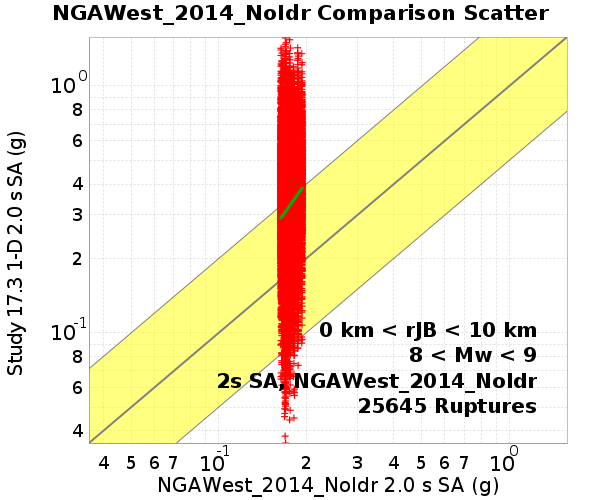 NGAWest_2014_NoIdr Comparison Scatter
Study 17.3 1-D 2.0 s SA (g)
10^0
8
6
4
3
2
10^-1
8
6
4
0 km < rJB < 10 km
8 < Mw < 9
2s SA, NGAWest_2014_NoIdr
25645 Ruptures
4 5 6 7 10^-1 2 3 4 5 6 7 10^0
NGAWest_2014_NoIdr 2.0 s SA (g)